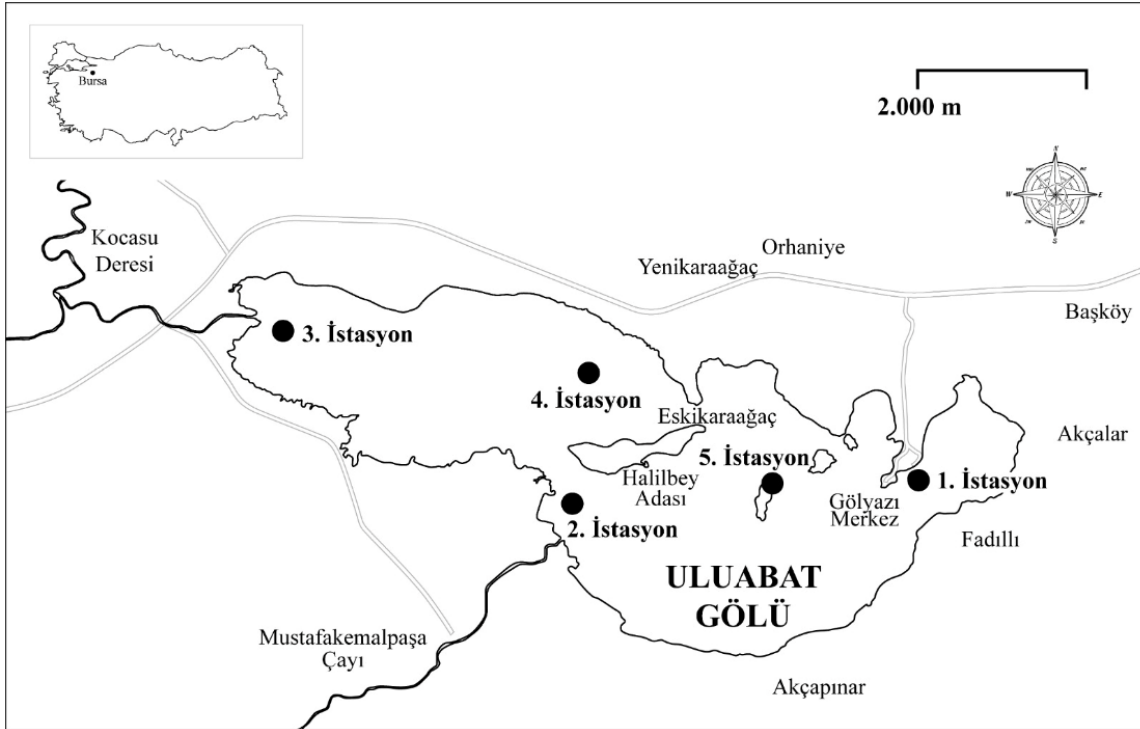 Bursa
2.000 m
N
W
E
S
Kocasu
Deresi
Orhaniye
Yenikaraağaç
Başköy
3. İstasyon
4. İstasyon
Eskikaraağaç
Akçalar
5. İstasyon
Halilbey
Adası
Gölyazı
Merkez
1. İstasyon
2. İstasyon
Fadıllı
ULUABAT
GÖLÜ
Mustafakemalpaşa
Çayı
Akçapınar